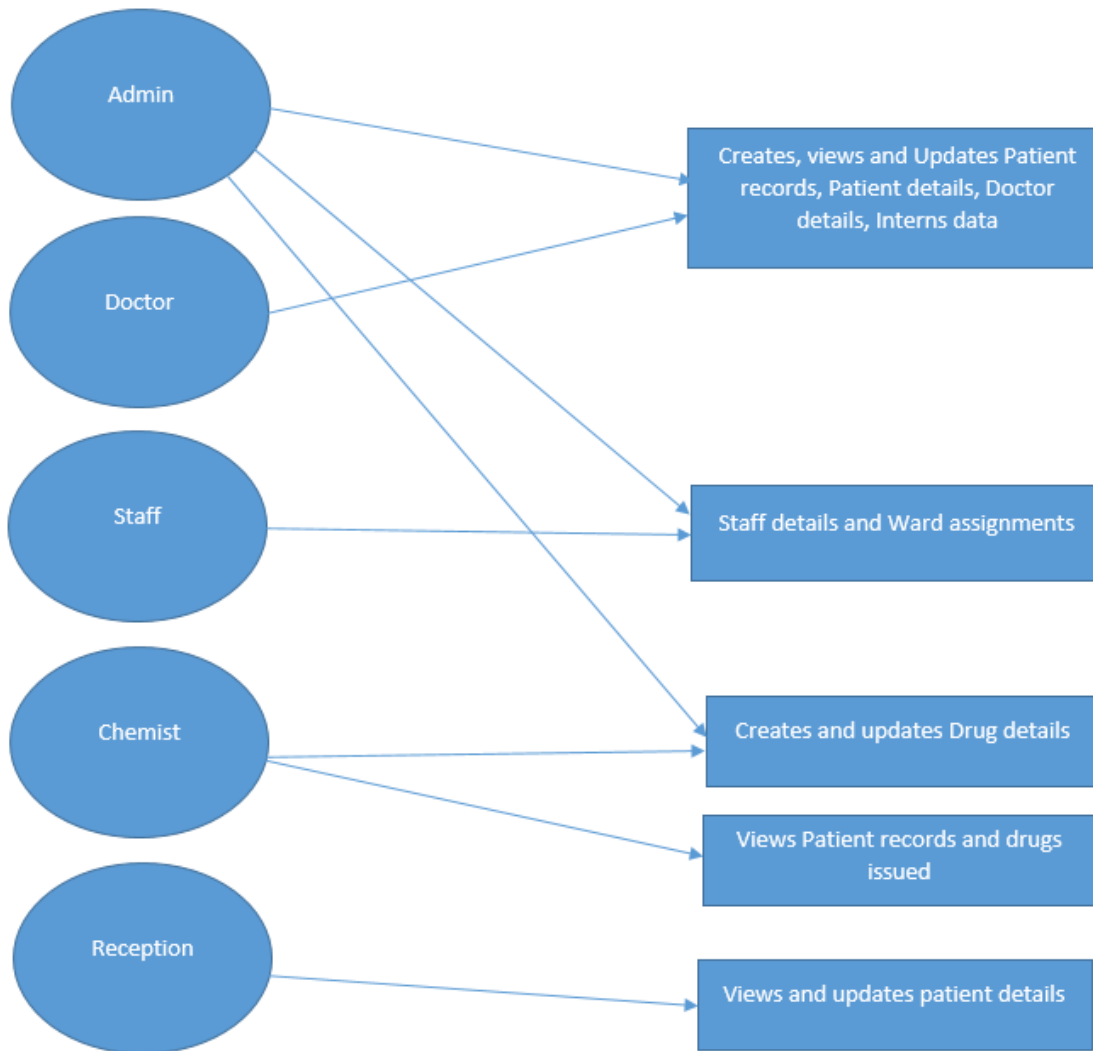 Admin
Creates, views and Updates Patient
records, Patient details, Doctor
details, Interns data
Doctor
Staff
Staff details and Ward assignments
Chemist
Creates and updates Drug details
Views Patient records and drugs
issued
Reception
Views and updates patient details